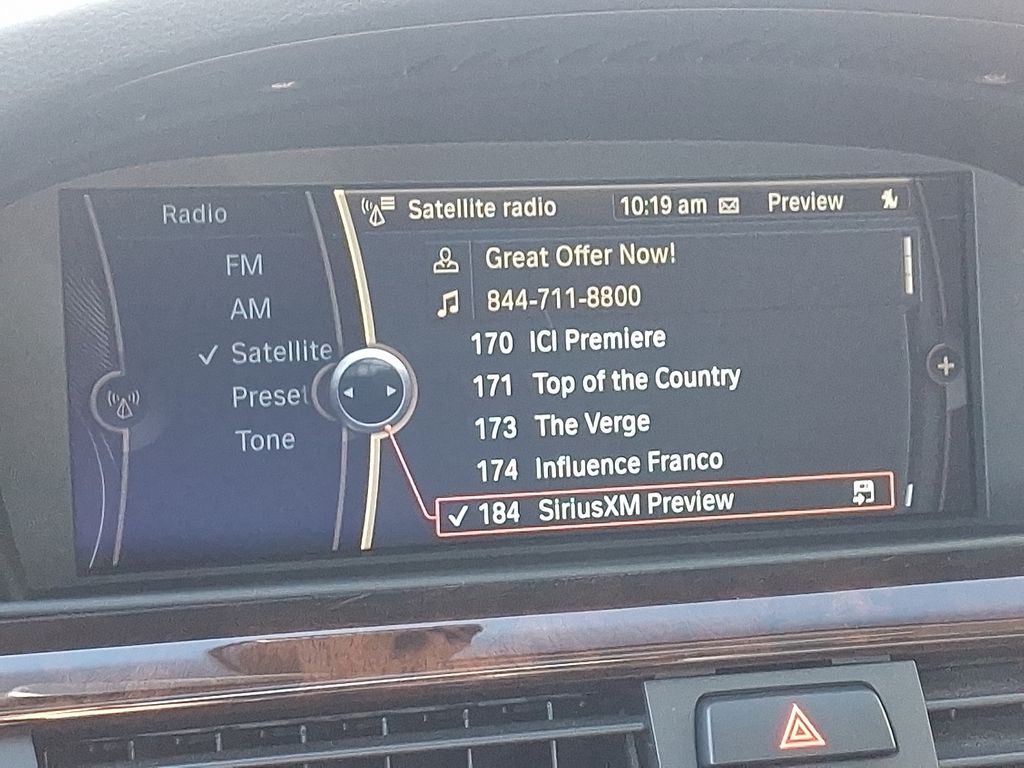 Radio
FM
AM
✓ Satellite
Preset
Tone
Satellite radio 10:19 am Preview
Great Offer Now!
844-711-8800
170 ICI Premiere
171 Top of the Country
173 The Verge
174 Influence Franco
✓ 184 SiriusXM Preview